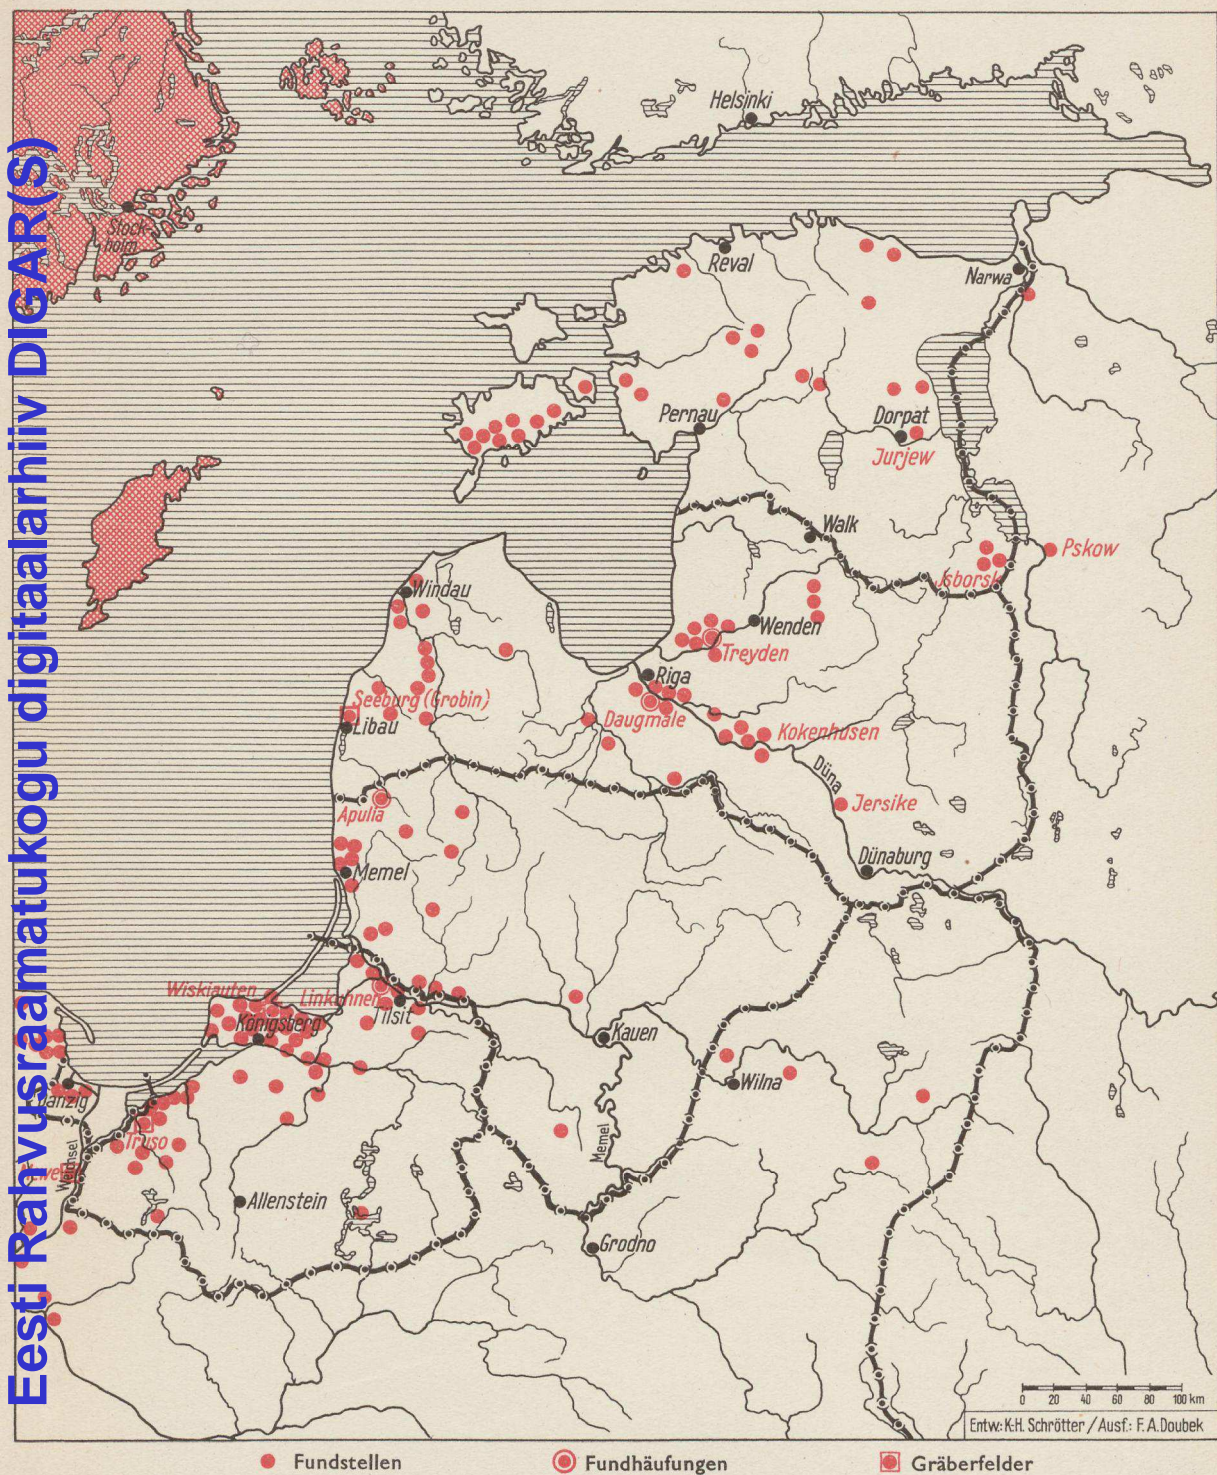 Eesti Rahvusraamatukogu digitaalarhiiv DIGAR(S)
Helsinki
Stock-
holm
Reval
Narwa
Pernau
Dorpat
Jurjew
Walk
Pskow
Jsborsk
Windau
Wenden
Treyden
Riga
Seeburg (Grobin)
Libau
Daugmale
Kokenhusen
Düna
Jersike
Apulia
Dünaburg
Memel
Wiskiauten
Linkuhnen
Tilsit
Königsberg
Kauen
Wilna
Danzig
Memel
Truso
Weichsel
Allenstein
Grodno
0 20 40 60 80 100 km
Entw.: K-H. Schrötter / Ausf.: F. A. Doubek
Fundstellen Fundhäufungen Gräberfelder